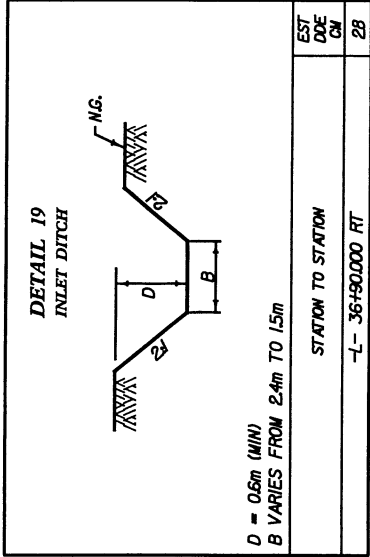 DETAIL 19
INLET DITCH
N.G.
D
2:1
2:1
B
D = 0.6m (MIN)
B VARIES FROM 2.4m TO 1.5m
STATION TO STATION
EST
DDE
CM
-L- 36+90.000 RT
28